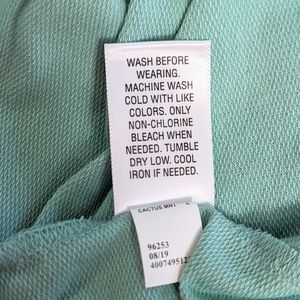 WASH BEFORE
WEARING.
MACHINE WASH
COLD WITH LIKE
COLORS. ONLY
NON-CHLORINE
BLEACH WHEN
NEEDED. TUMBLE
DRY LOW. COOL
IRON IF NEEDED.
CACTUS MNT
96253
08/19
400749512